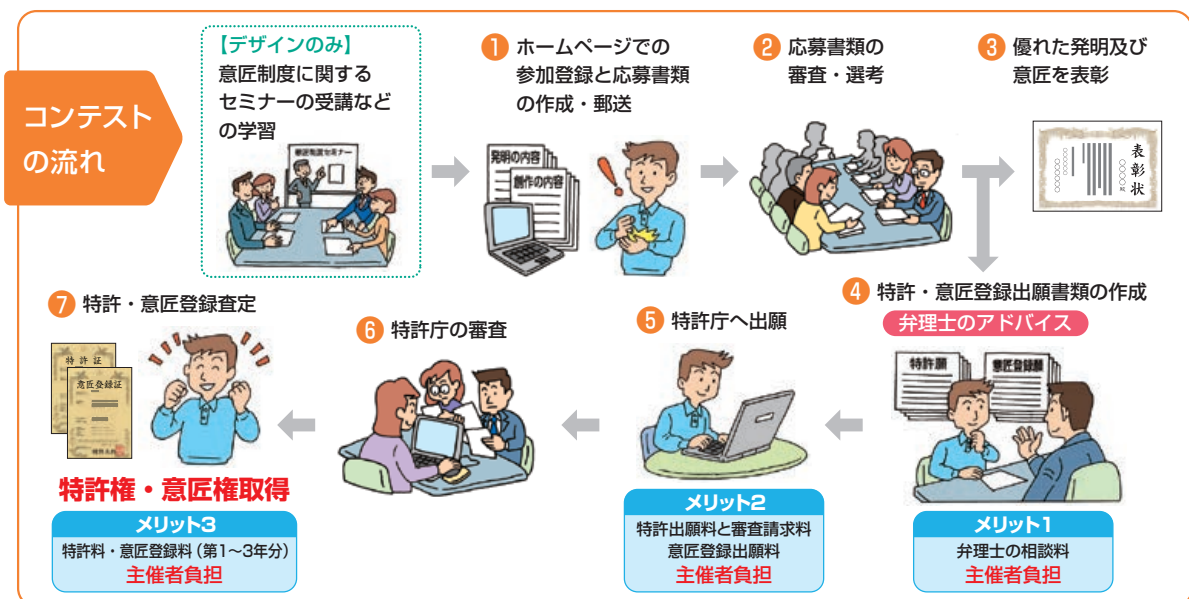 コンテスト
の流れ
【デザインのみ】
意匠制度に関する
セミナーの受講など
の学習
意匠制度セミナー
❶ ホームページでの
参加登録と応募書類
の作成・郵送
発明の内容
創作の内容
❷ 応募書類の
審査・選考
❸ 優れた発明及び
意匠を表彰
表彰状
❹ 特許・意匠登録出願書類の作成
弁理士のアドバイス
特許願
意匠登録願
メリット1
弁理士の相談料
主催者負担
❺ 特許庁へ出願
メリット2
特許出願料と審査請求料
意匠登録出願料
主催者負担
❻ 特許庁の審査
❼ 特許・意匠登録査定
特許証
意匠登録証
特許権・意匠権取得
メリット3
特許料・意匠登録料(第1〜3年分)
主催者負担